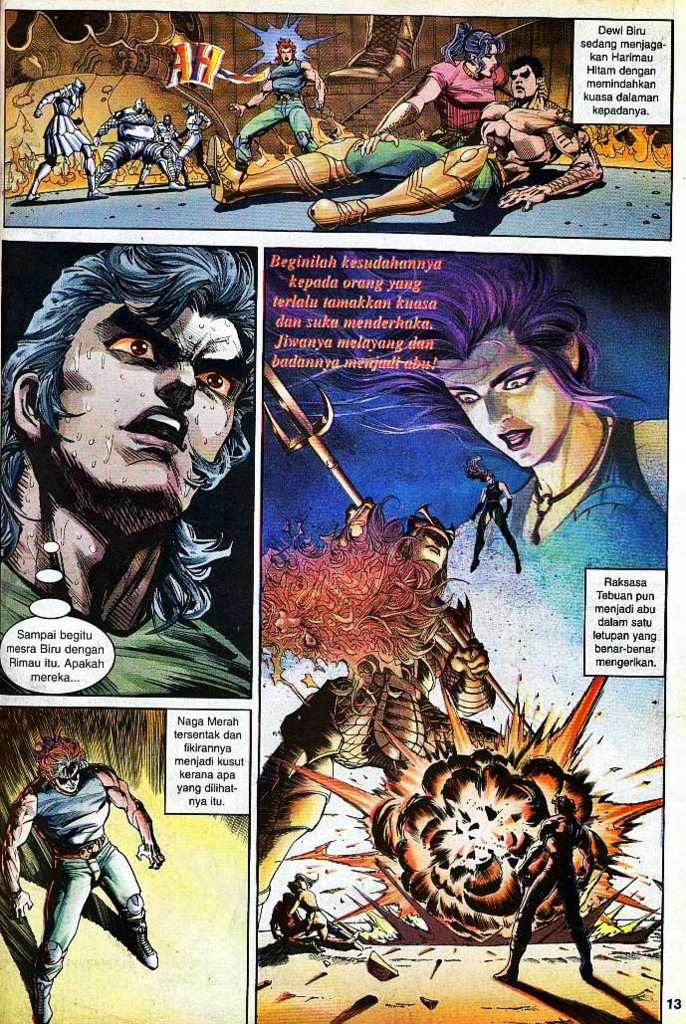 AH
Dewi Biru
sedang menjaga-
kan Harimau
Hitam dengan
memindahkan
kuasa dalaman
kepadanya.
Sampai begitu
mesra Biru dengan
Rimau itu. Apakah
mereka...
Naga Merah
tersentak dan
fikirannya
menjadi kusut
kerana apa
yang dilihat-
nya itu.
Beginilah kesudahannya
kepada orang yang
terlalu tamakkan kuasa
dan suka menderhaka.
Jiwanya melayang dan
badannya menjadi abu!
Raksasa
Tebuan pun
menjadi abu
dalam satu
letupan yang
benar-benar
mengerikan.
13